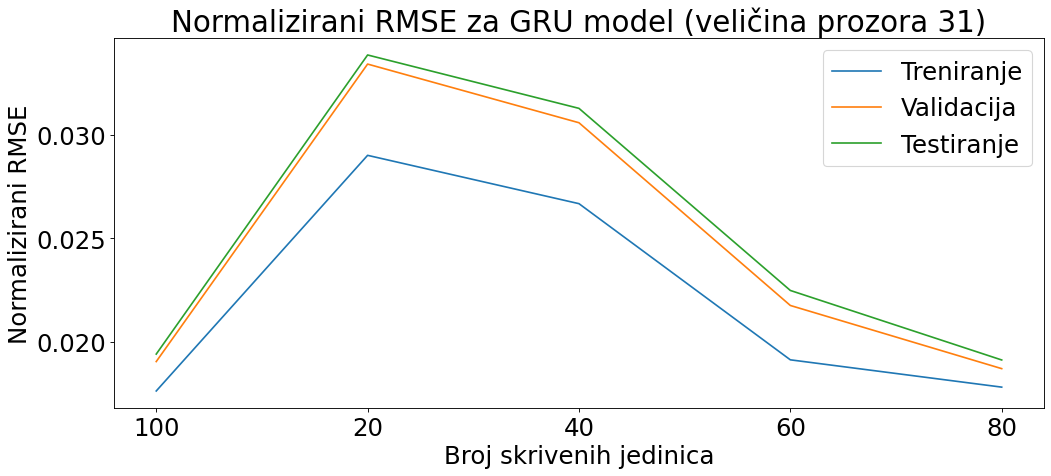 Normalizirani RMSE za GRU model (veličina prozora 31)
Normalizirani RMSE
0.030
0.025
0.020
Treniranje
Validacija
Testiranje
100 20 40 60 80
Broj skrivenih jedinica